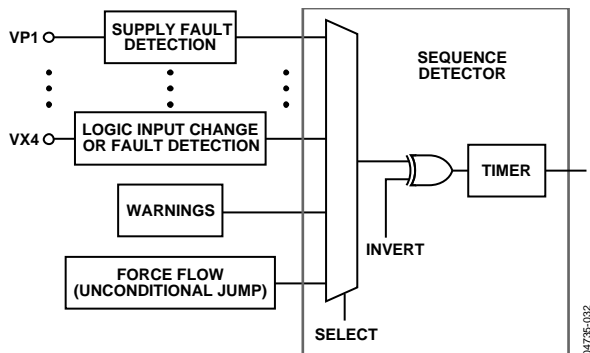 VP1
SUPPLY FAULT
DETECTION
SEQUENCE
DETECTOR
VX4
LOGIC INPUT CHANGE
OR FAULT DETECTION
TIMER
WARNINGS
INVERT
FORCE FLOW
(UNCONDITIONAL JUMP)
SELECT
04735-032